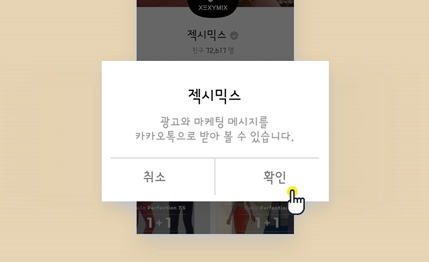 XEXYMIX
젝시믹스
친구 72,617 명
젝시믹스
광고와 마케팅 메시지를
카카오톡으로 받아 볼 수 있습니다.
취소
확인
Perfection
1+1
1+1